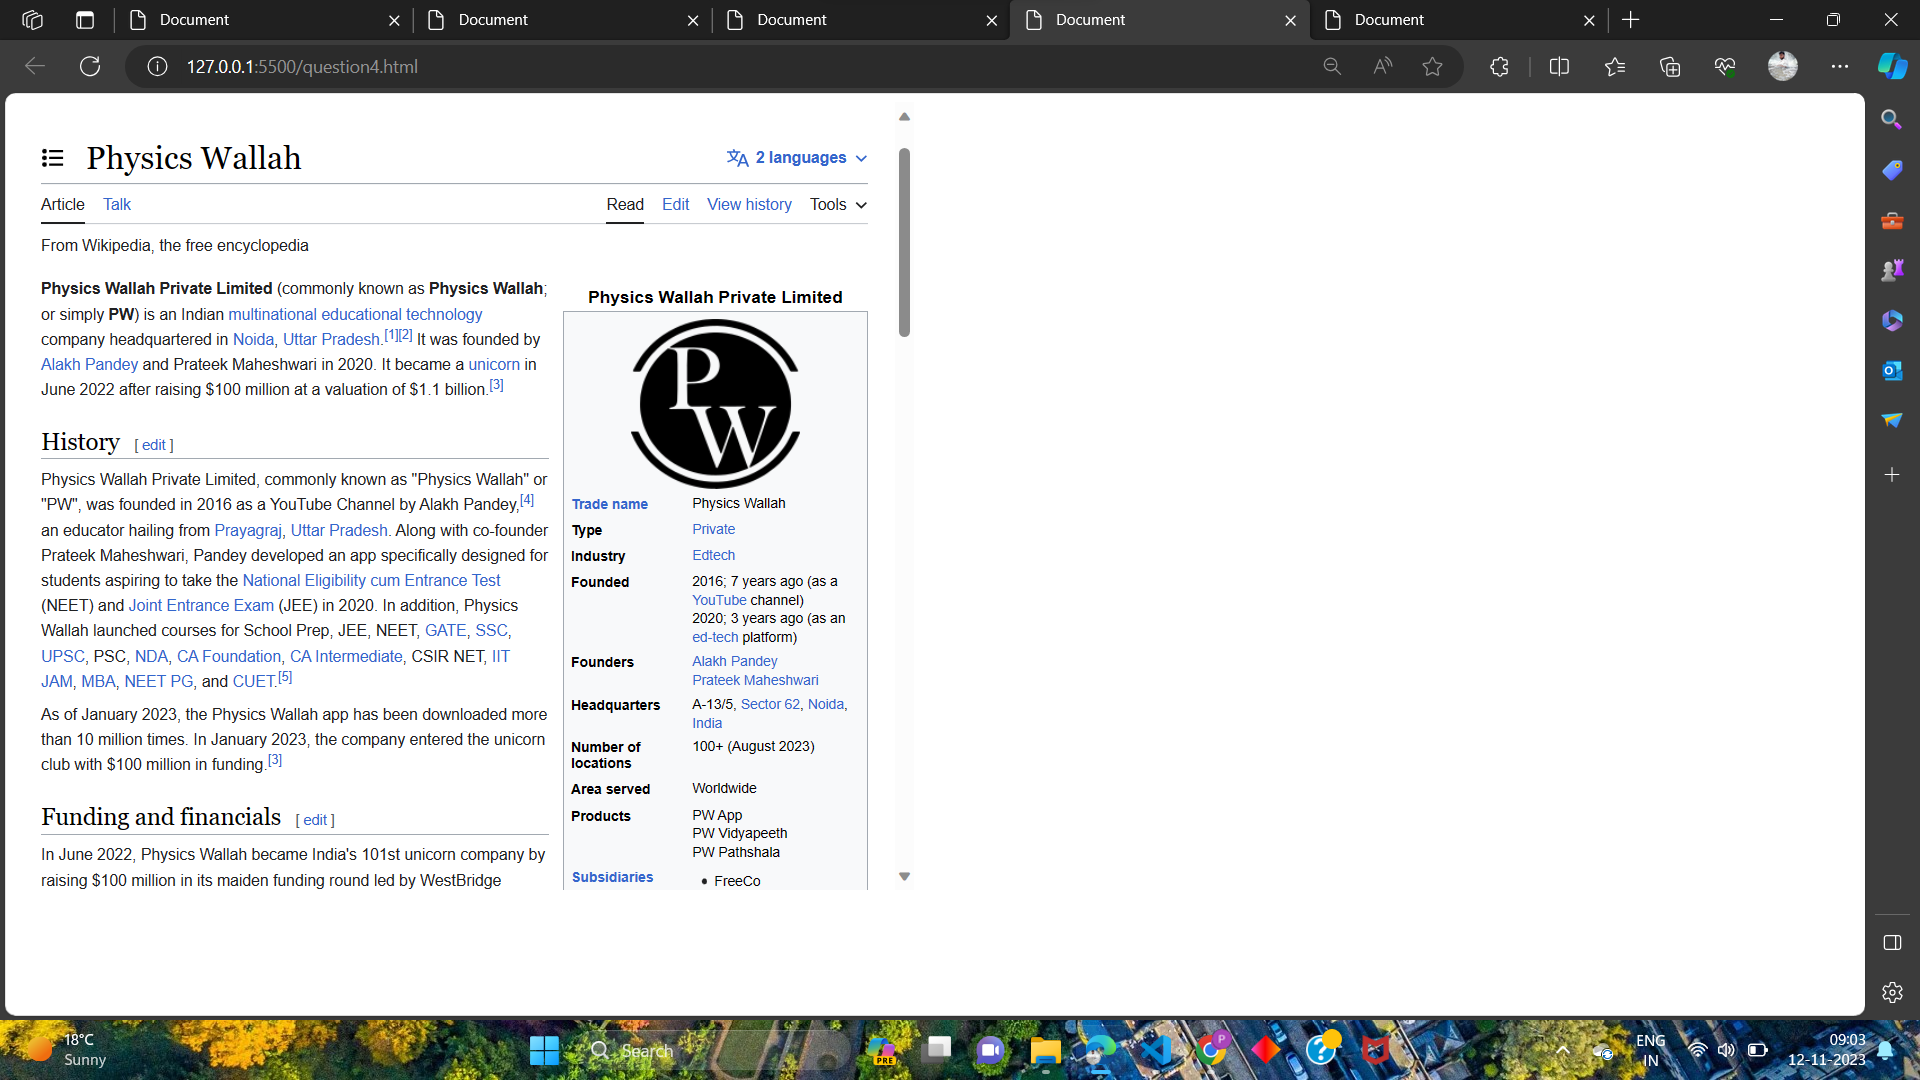 Document
Document
Document
Document
Document
127.0.0.1:5500/question4.html
Physics Wallah
2 languages
Article Talk
Read Edit View history Tools
From Wikipedia, the free encyclopedia
Physics Wallah Private Limited (commonly known as Physics Wallah;
or simply PW) is an Indian multinational educational technology
company headquartered in Noida, Uttar Pradesh.[1][2] It was founded by
Alakh Pandey and Prateek Maheshwari in 2020. It became a unicorn in
June 2022 after raising $100 million at a valuation of $1.1 billion.[3]
History [ edit ]
Physics Wallah Private Limited, commonly known as "Physics Wallah" or
"PW", was founded in 2016 as a YouTube Channel by Alakh Pandey,[4]
an educator hailing from Prayagraj, Uttar Pradesh. Along with co-founder
Prateek Maheshwari, Pandey developed an app specifically designed for
students aspiring to take the National Eligibility cum Entrance Test
(NEET) and Joint Entrance Exam (JEE) in 2020. In addition, Physics
Wallah launched courses for School Prep, JEE, NEET, GATE, SSC,
UPSC, PSC, NDA, CA Foundation, CA Intermediate, CSIR NET, IIT
JAM, MBA, NEET PG, and CUET.[5]
As of January 2023, the Physics Wallah app has been downloaded more
than 10 million times. In January 2023, the company entered the unicorn
club with $100 million in funding.[3]
Funding and financials [ edit ]
In June 2022, Physics Wallah became India's 101st unicorn company by
raising $100 million in its maiden funding round led by WestBridge
Physics Wallah Private Limited
P
W
Trade name Physics Wallah
Type Private
Industry Edtech
Founded 2016; 7 years ago (as a
YouTube channel)
2020; 3 years ago (as an
ed-tech platform)
Founders Alakh Pandey
Prateek Maheshwari
Headquarters A-13/5, Sector 62, Noida,
India
Number of 100+ (August 2023)
locations
Area served Worldwide
Products PW App
PW Vidyapeeth
PW Pathshala
Subsidiaries • FreeCo
18°C
Sunny
Search
PRE
P
ENG
IN
09:03
12-11-2023